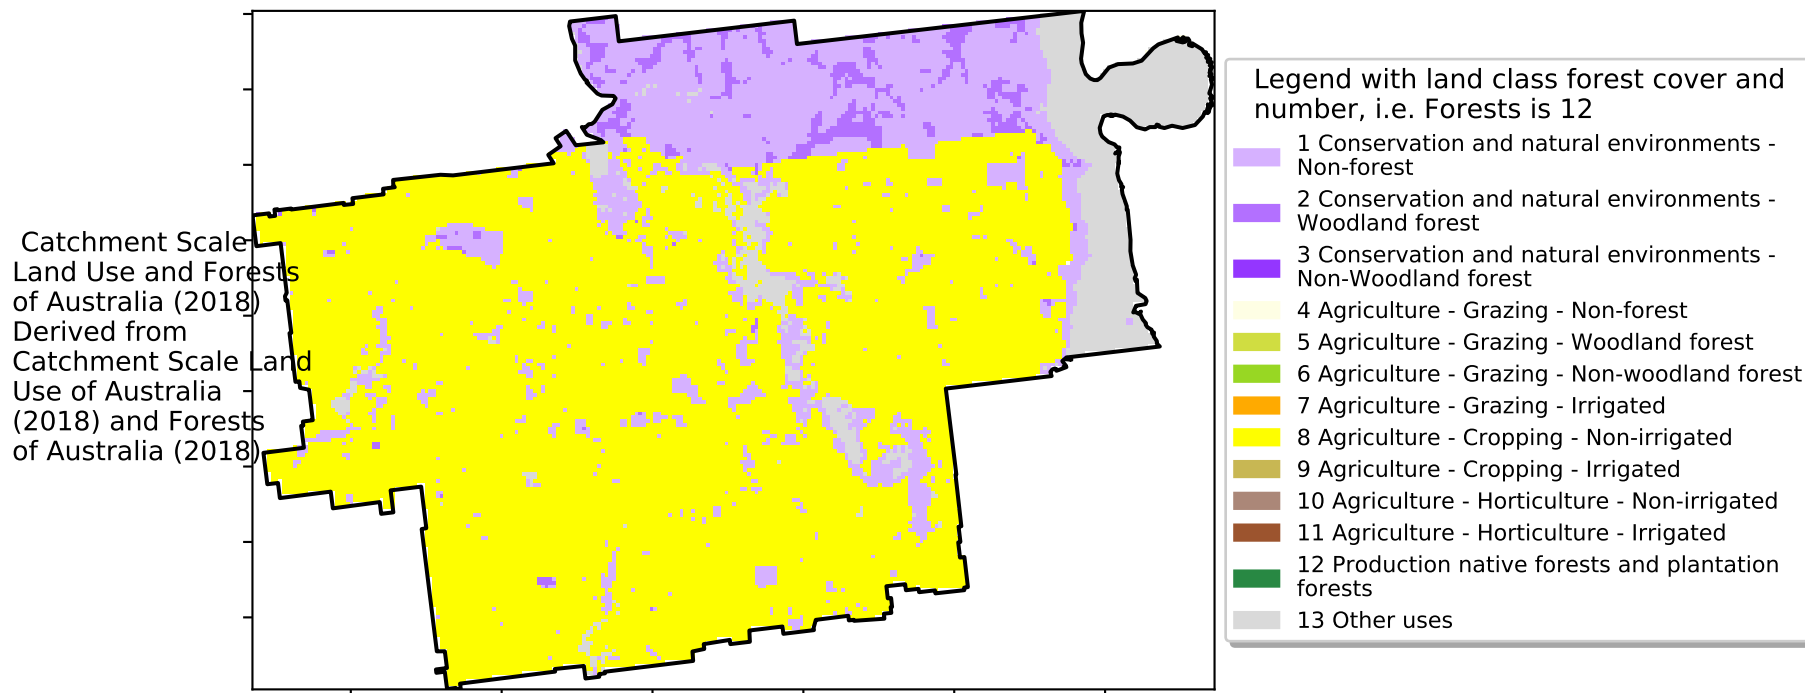 Catchment Scale
Land Use and Forests
of Australia (2018)
Derived from
Catchment Scale Land
Use of Australia
(2018) and Forests
of Australia (2018)
Legend with land class forest cover and
number, i.e. Forests is 12
1 Conservation and natural environments -
Non-forest
2 Conservation and natural environments -
Woodland forest
3 Conservation and natural environments -
Non-Woodland forest
4 Agriculture - Grazing - Non-forest
5 Agriculture - Grazing - Woodland forest
6 Agriculture - Grazing - Non-woodland forest
7 Agriculture - Grazing - Irrigated
8 Agriculture - Cropping - Non-irrigated
9 Agriculture - Cropping - Irrigated
10 Agriculture - Horticulture - Non-irrigated
11 Agriculture - Horticulture - Irrigated
12 Production native forests and plantation
forests
13 Other uses